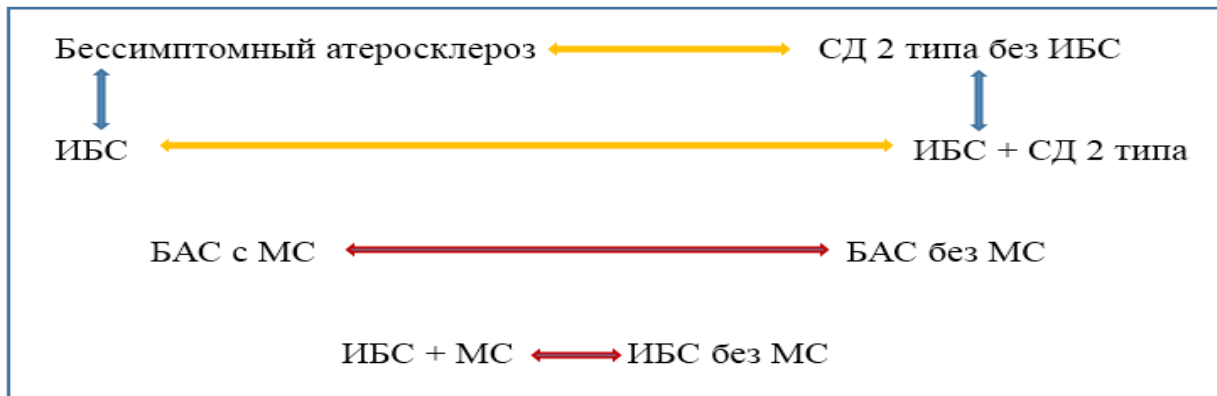 Бессимптомный атеросклероз СД 2 типа без ИБС
ИБС ИБС + СД 2 типа
БАС с МС БАС без МС
ИБС + МС ИБС без МС